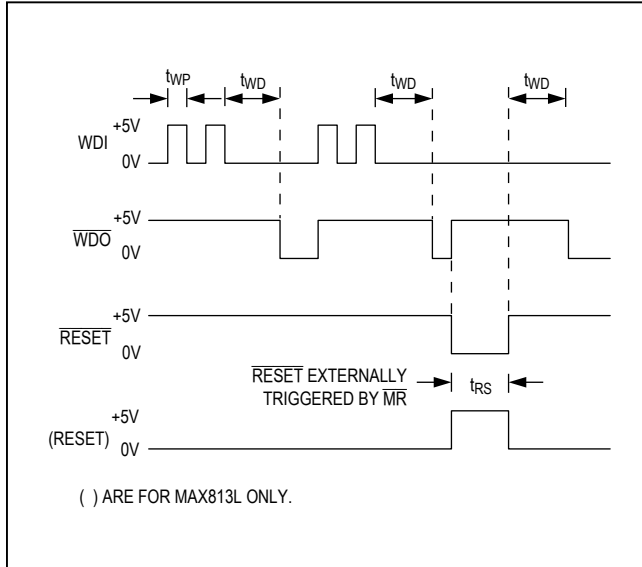 tWP tWD tWD tWD
+5V
WDI
0V
+5V
WDO
0V
+5V
RESET
0V
RESET EXTERNALLY
TRIGGERED BY MR
tRS
+5V
(RESET)
0V
( ) ARE FOR MAX813L ONLY.